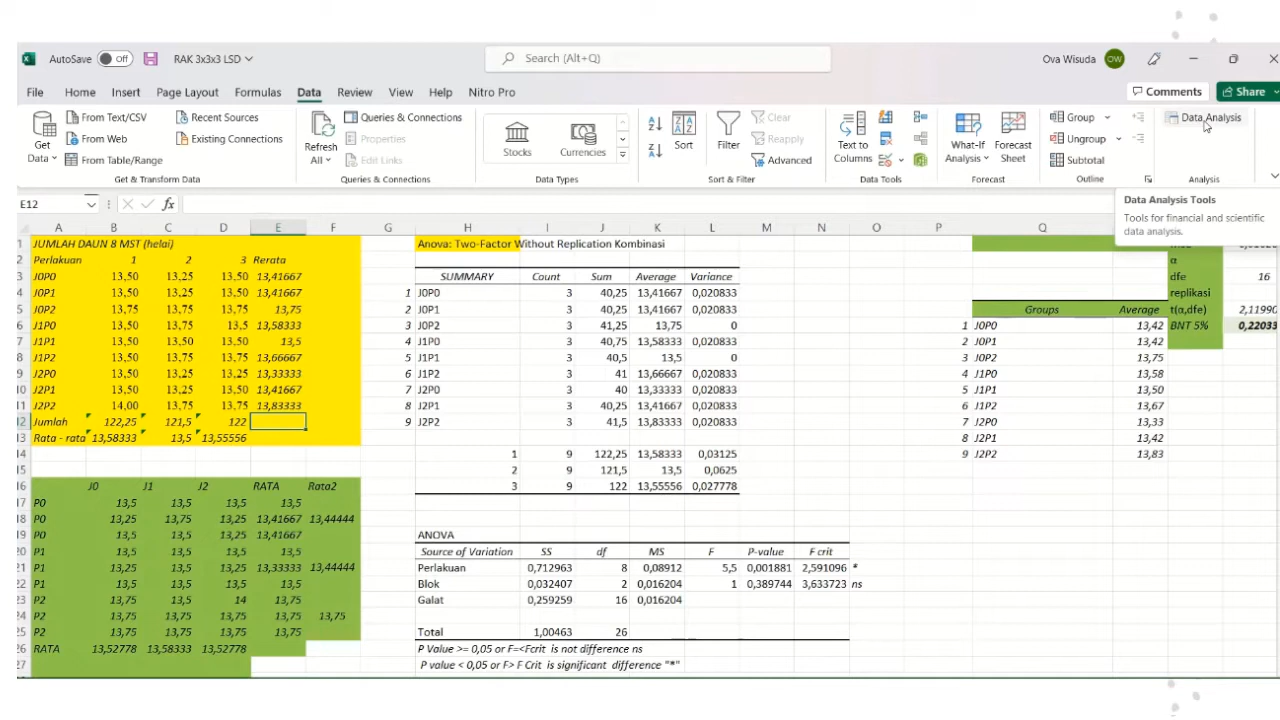 AutoSave Off RAK 3x3x3 LSD Search (Alt+Q) Ova Wisuda OW
File Home Insert Page Layout Formulas Data Review View Help Nitro Pro Comments Share
Get Data From Text/CSV Recent Sources
From Web Existing Connections
From Table/Range
Get & Transform Data
Refresh All Queries & Connections
Properties
Edit Links
Queries & Connections
Stocks Currencies
Data Types
Sort Filter Clear
Reapply
Advanced
Sort & Filter
Text to Columns
Data Tools
What-If Analysis Forecast Sheet
Forecast
Group
Ungroup
Subtotal
Outline
Data Analysis
Analysis
E12 fx
Data Analysis Tools
Tools for financial and scientific
data analysis.
A B C D E F G H I J K L M N O P Q
1 JUMLAH DAUN 8 MST (helai) Anova: Two-Factor Without Replication Kombinasi
2 Perlakuan 1 2 3 Rerata α
3 J0P0 13,50 13,25 13,50 13,41667 SUMMARY Count Sum Average Variance dfe 16
4 J0P1 13,50 13,25 13,50 13,41667 1 J0P0 3 40,25 13,41667 0,020833 replikasi
5 J0P2 13,75 13,75 13,75 13,75 2 J0P1 3 40,25 13,41667 0,020833 Groups Average t(α,dfe) 2,11990
6 J1P0 13,50 13,75 13,5 13,58333 3 J0P2 3 41,25 13,75 0 1 J0P0 13,42 BNT 5% 0,22033
7 J1P1 13,50 13,50 13,50 13,5 4 J1P0 3 40,75 13,58333 0,020833 2 J0P1 13,42
8 J1P2 13,50 13,75 13,75 13,66667 5 J1P1 3 40,5 13,5 0 3 J0P2 13,75
9 J2P0 13,50 13,25 13,25 13,33333 6 J1P2 3 41 13,66667 0,020833 4 J1P0 13,58
10 J2P1 13,50 13,25 13,50 13,41667 7 J2P0 3 40 13,33333 0,020833 5 J1P1 13,50
11 J2P2 14,00 13,75 13,75 13,83333 8 J2P1 3 40,25 13,41667 0,020833 6 J1P2 13,67
12 Jumlah 122,25 121,5 122 9 J2P2 3 41,5 13,83333 0,020833 7 J2P0 13,33
13 Rata - rata 13,58333 13,5 13,55556 8 J2P1 13,42
14 1 9 122,25 13,58333 0,03125 9 J2P2 13,83
15 2 9 121,5 13,5 0,0625
16 J0 J1 J2 RATA Rata2 3 9 122 13,55556 0,027778
17 P0 13,5 13,5 13,5 13,5
18 P0 13,25 13,75 13,25 13,41667 13,44444
19 P0 13,5 13,5 13,5 13,41667 ANOVA
20 P1 13,5 13,5 13,5 13,5 Source of Variation SS df MS F P-value F crit
21 P1 13,25 13,5 13,25 13,33333 13,44444 Perlakuan 0,712963 8 0,08912 5,5 0,001881 2,591096 *
22 P1 13,5 13,5 13,5 13,5 Blok 0,032407 2 0,016204 1 0,389744 3,633723 ns
23 P2 13,75 13,5 14 13,75 Galat 0,259259 16 0,016204
24 P2 13,75 13,75 13,75 13,75 13,75
25 P2 13,75 13,75 13,75 13,75 Total 1,00463 26
26 RATA 13,52778 13,58333 13,52778 P Value >= 0,05 or F=<Fcrit is not difference ns
27 P value < 0,05 or F> F Crit is significant difference "*"